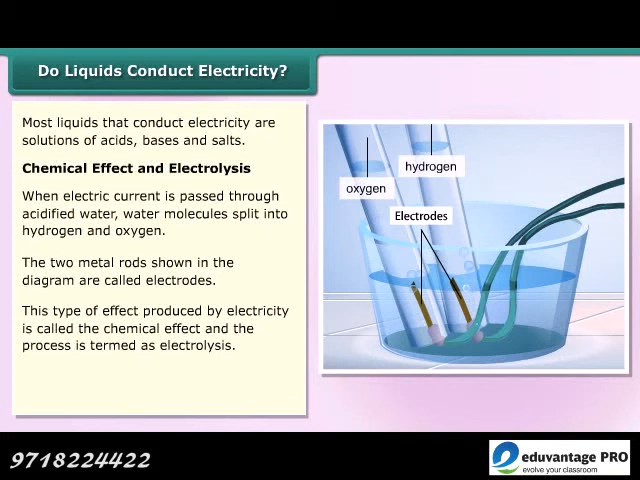 Do Liquids Conduct Electricity?
Most liquids that conduct electricity are
solutions of acids, bases and salts.
Chemical Effect and Electrolysis
When electric current is passed through
acidified water, water molecules split into
hydrogen and oxygen.
The two metal rods shown in the
diagram are called electrodes.
This type of effect produced by electricity
is called the chemical effect and the
process is termed as electrolysis.
hydrogen
oxygen
Electrodes
9718224422
eduvantage PRO
evolve your classroom